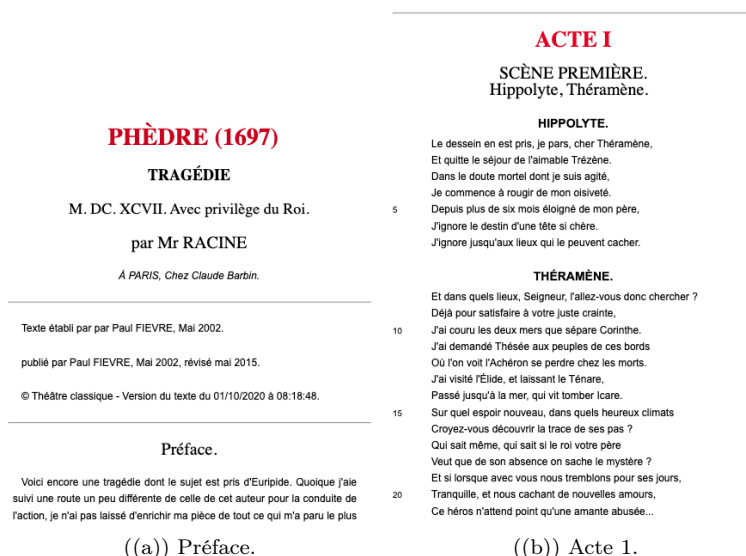 PHÈDRE (1697)
TRAGÉDIE
M. DC. XCVII. Avec privilège du Roi.
par Mr RACINE
À PARIS, Chez Claude Barbin.
Texte établi par par Paul FIEVRE, Mai 2002.
publié par Paul FIEVRE, Mai 2002, révisé mai 2015.
© Théâtre classique - Version du texte du 01/10/2020 à 08:18:48.
Préface.
Voici encore une tragédie dont le sujet est pris d'Euripide. Quoique j'aie
suivi une route un peu différente de celle de cet auteur pour la conduite de
l'action, je n'ai pas laissé d'enrichir ma pièce de tout ce qui m'a paru le plus
((a)) Préface.
ACTE I
SCÈNE PREMIÈRE.
Hippolyte, Théramène.
HIPPOLYTE.
Le dessein en est pris, je pars, cher Théramène,
Et quitte le séjour de l'aimable Trézène.
Dans le doute mortel dont je suis agité,
Je commence à rougir de mon oisiveté.
5 Depuis plus de six mois éloigné de mon père,
J'ignore le destin d'une tête si chère.
J'ignore jusqu'aux lieux qui le peuvent cacher.
THÉRAMÈNE.
Et dans quels lieux, Seigneur, l'allez-vous donc chercher ?
Déjà pour satisfaire à votre juste crainte,
10 J'ai couru les deux mers que sépare Corinthe.
J'ai demandé Thésée aux peuples de ces bords
Où l'on voit l'Achéron se perdre chez les morts.
J'ai visité l'Élide, et laissant le Ténare,
Passé jusqu'à la mer, qui vit tomber Icare.
15 Sur quel espoir nouveau, dans quels heureux climats
Croyez-vous découvrir la trace de ses pas ?
Qui sait même, qui sait si le roi votre père
Veut que de son absence on sache le mystère ?
Et si lorsque avec vous nous tremblons pour ses jours,
20 Tranquille, et nous cachant de nouvelles amours,
Ce héros n'attend point qu'une amante abusée...
((b)) Acte 1.